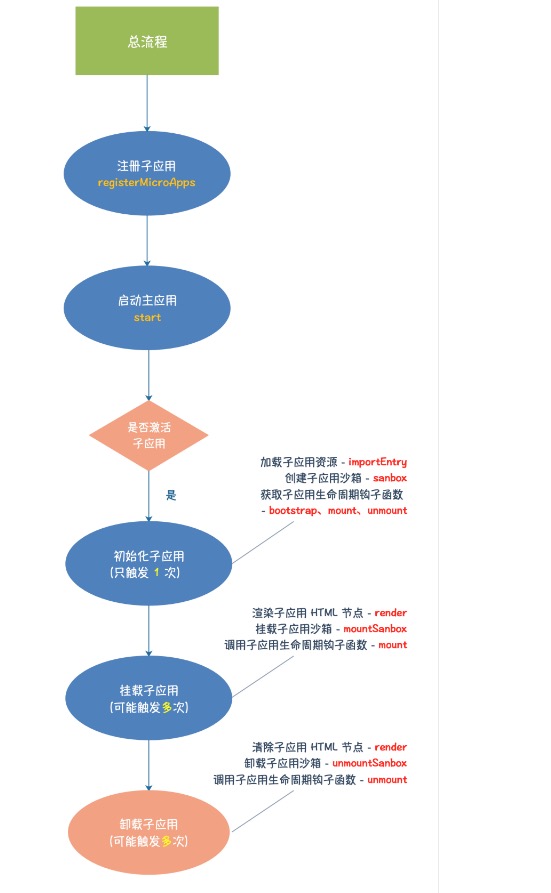 总流程
注册子应用
registerMicroApps
启动主应用
start
是否激活
子应用
是
加载子应用资源 - importEntry
创建子应用沙箱 - sanbox
获取子应用生命周期钩子函数
- bootstrap、mount、unmount
初始化子应用
(只触发 1 次)
渲染子应用 HTML 节点 - render
挂载子应用沙箱 - mountSanbox
调用子应用生命周期钩子函数 - mount
挂载子应用
(可能触发多次)
清除子应用 HTML 节点 - render
卸载子应用沙箱 - unmountSanbox
调用子应用生命周期钩子函数 - unmount
卸载子应用
(可能触发多次)